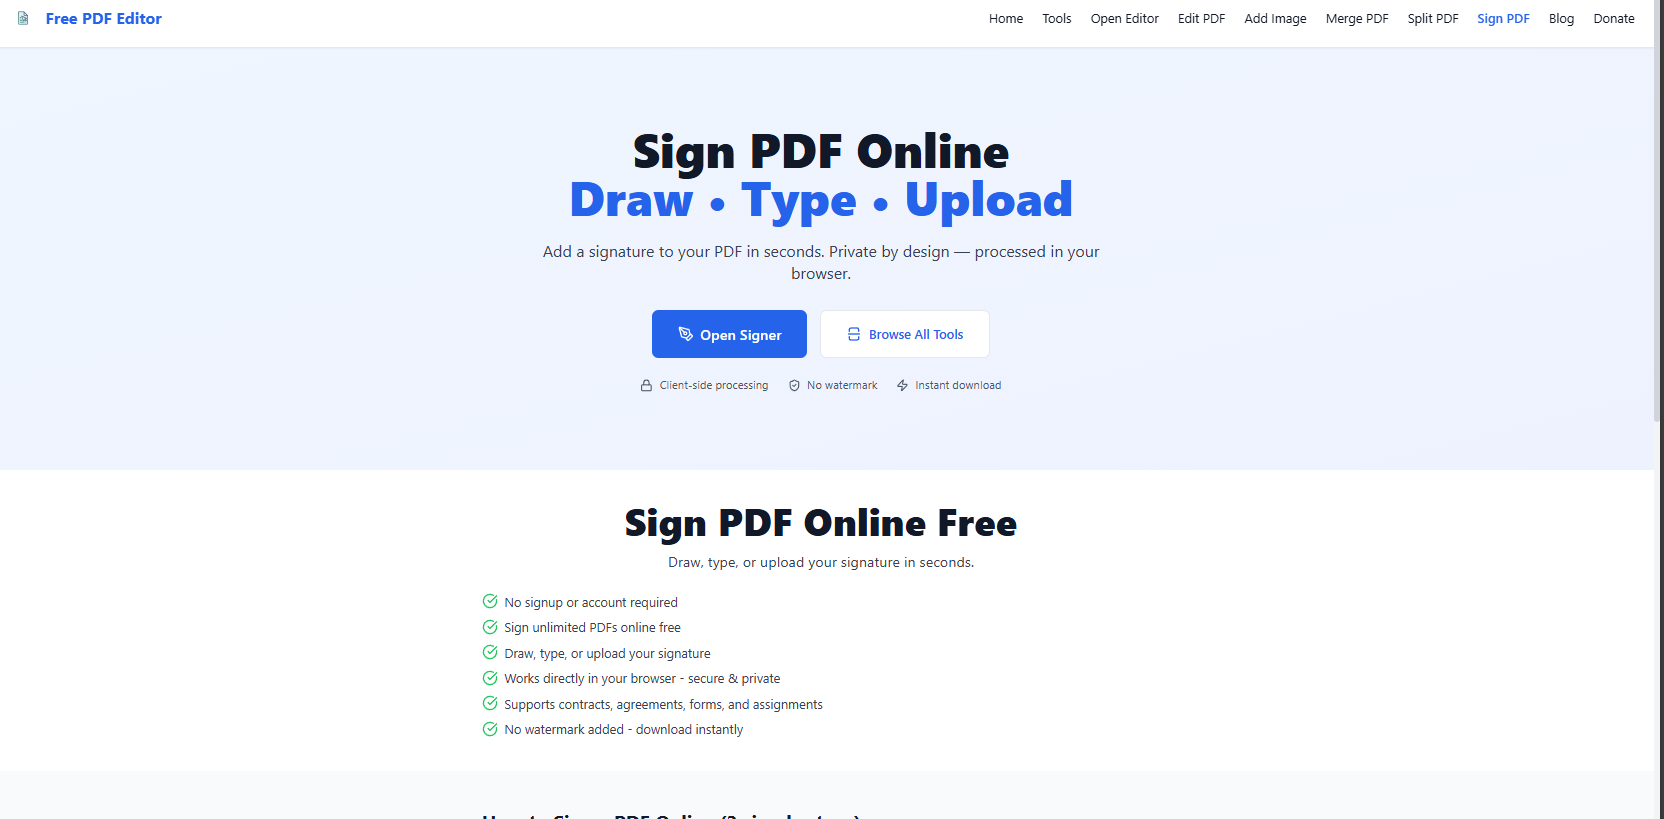 Free PDF Editor
Home Tools Open Editor Edit PDF Add Image Merge PDF Split PDF Sign PDF Blog Donate
Sign PDF Online
Draw • Type • Upload
Add a signature to your PDF in seconds. Private by design — processed in your
browser.
Open Signer Browse All Tools
Client-side processing No watermark Instant download
Sign PDF Online Free
Draw, type, or upload your signature in seconds.
No signup or account required
Sign unlimited PDFs online free
Draw, type, or upload your signature
Works directly in your browser - secure & private
Supports contracts, agreements, forms, and assignments
No watermark added - download instantly